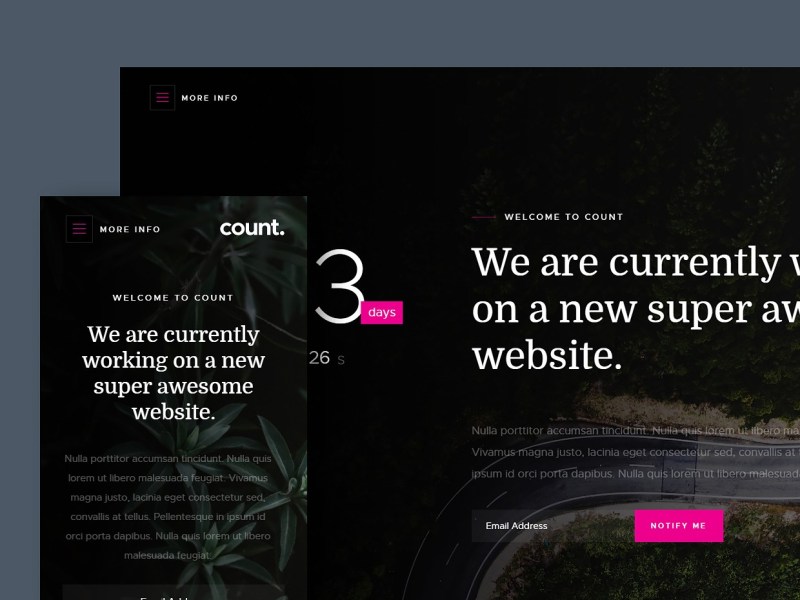 MORE INFO
WELCOME TO COUNT
We are currently
on a new super
website.
3
days
26 s
Nulla porttitor accumsan tincidunt. Nulla quis lorem ut libero
Vivamus magna justo, lacinia eget consectetur sed, convallis at
ipsum id orci porta dapibus. Nulla quis lorem ut libero
Email Address
NOTIFY ME
MORE INFO
count.
WELCOME TO COUNT
We are currently
working on a new
super awesome
website.
Nulla porttitor accumsan tincidunt. Nulla quis
lorem ut libero malesuada feugiat. Vivamus
magna justo, lacinia eget consectetur sed,
convallis at tellus. Pellentesque in ipsum id
orci porta dapibus. Nulla quis lorem ut libero
malesuada feugiat.